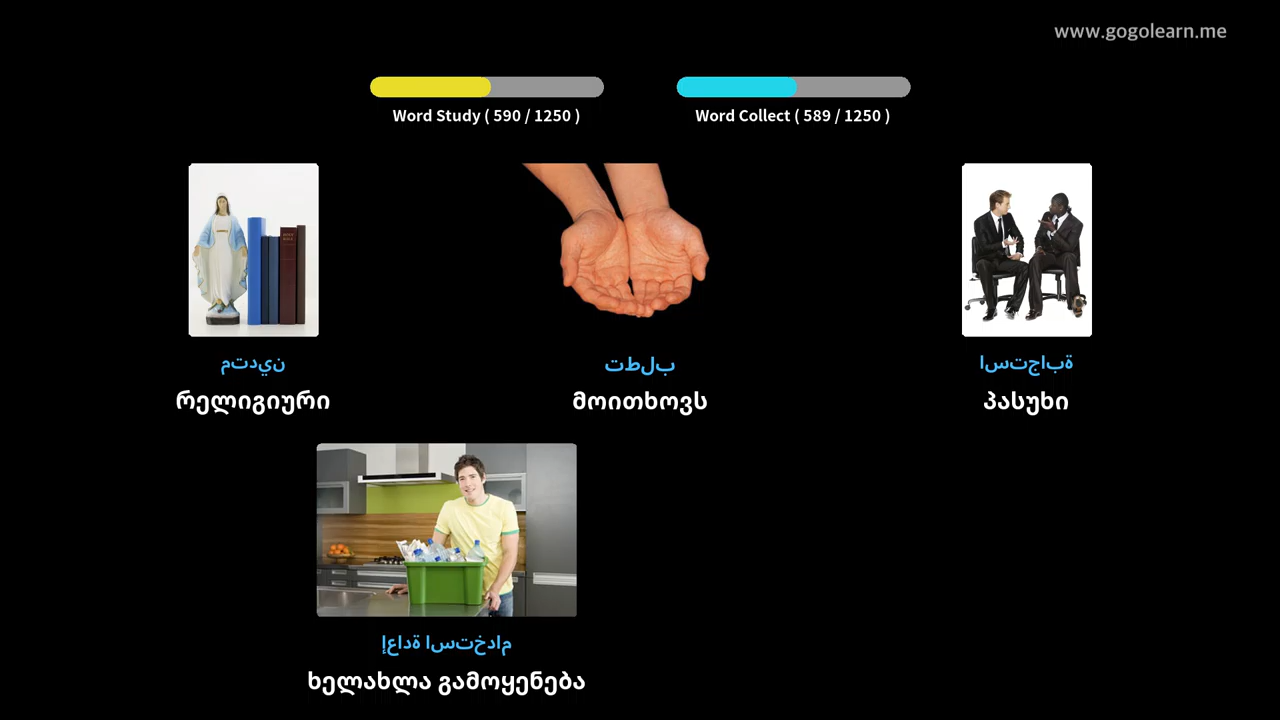 www.gogolearn.me
Word Study ( 590 / 1250 )
Word Collect ( 589 / 1250 )
متدين
რელიგიური
تطلب
მოითხოვს
استجابة
პასუხი
إعادة استخدام
ხელახლა გამოყენება